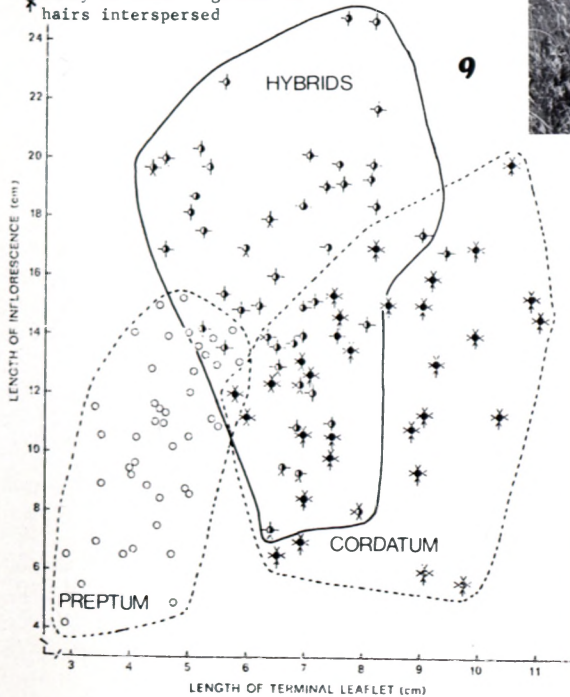 hairs interspersed
9
24
22
20
18
16
14
12
10
8
6
4
LENGTH OF INFLORESCENCE (cm)
HYBRIDS
CORDATUM
PREPTUM
3 4 5 6 7 8 9 10 11
LENGTH OF TERMINAL LEAFLET (cm)